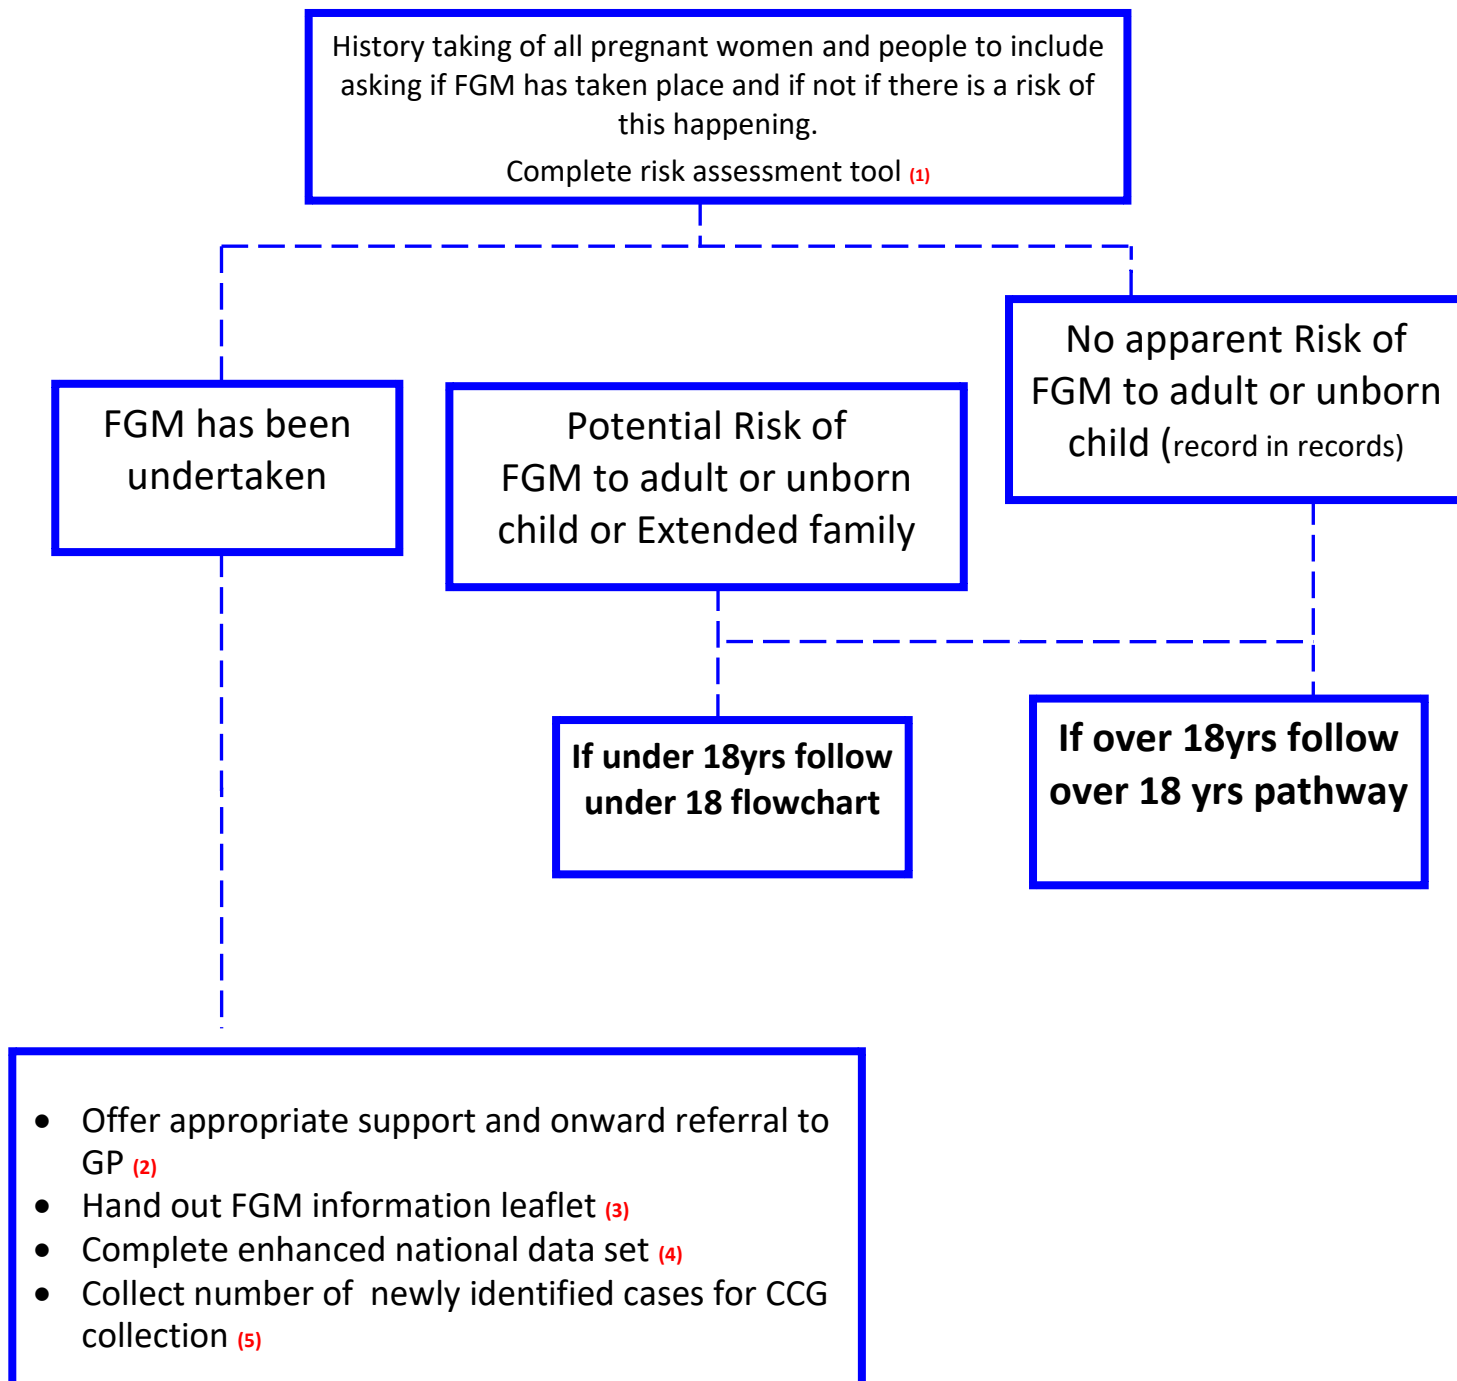 History taking of all pregnant women and people to include
asking if FGM has taken place and if not if there is a risk of
this happening.
Complete risk assessment tool (1)
FGM has been
undertaken
Potential Risk of
FGM to adult or unborn
child or Extended family
No apparent Risk of
FGM to adult or unborn
child (record in records)
If under 18yrs follow
under 18 flowchart
If over 18yrs follow
over 18 yrs pathway
• Offer appropriate support and onward referral to
GP (2)
• Hand out FGM information leaflet (3)
• Complete enhanced national data set (4)
• Collect number of  newly identified cases for CCG
collection (5)